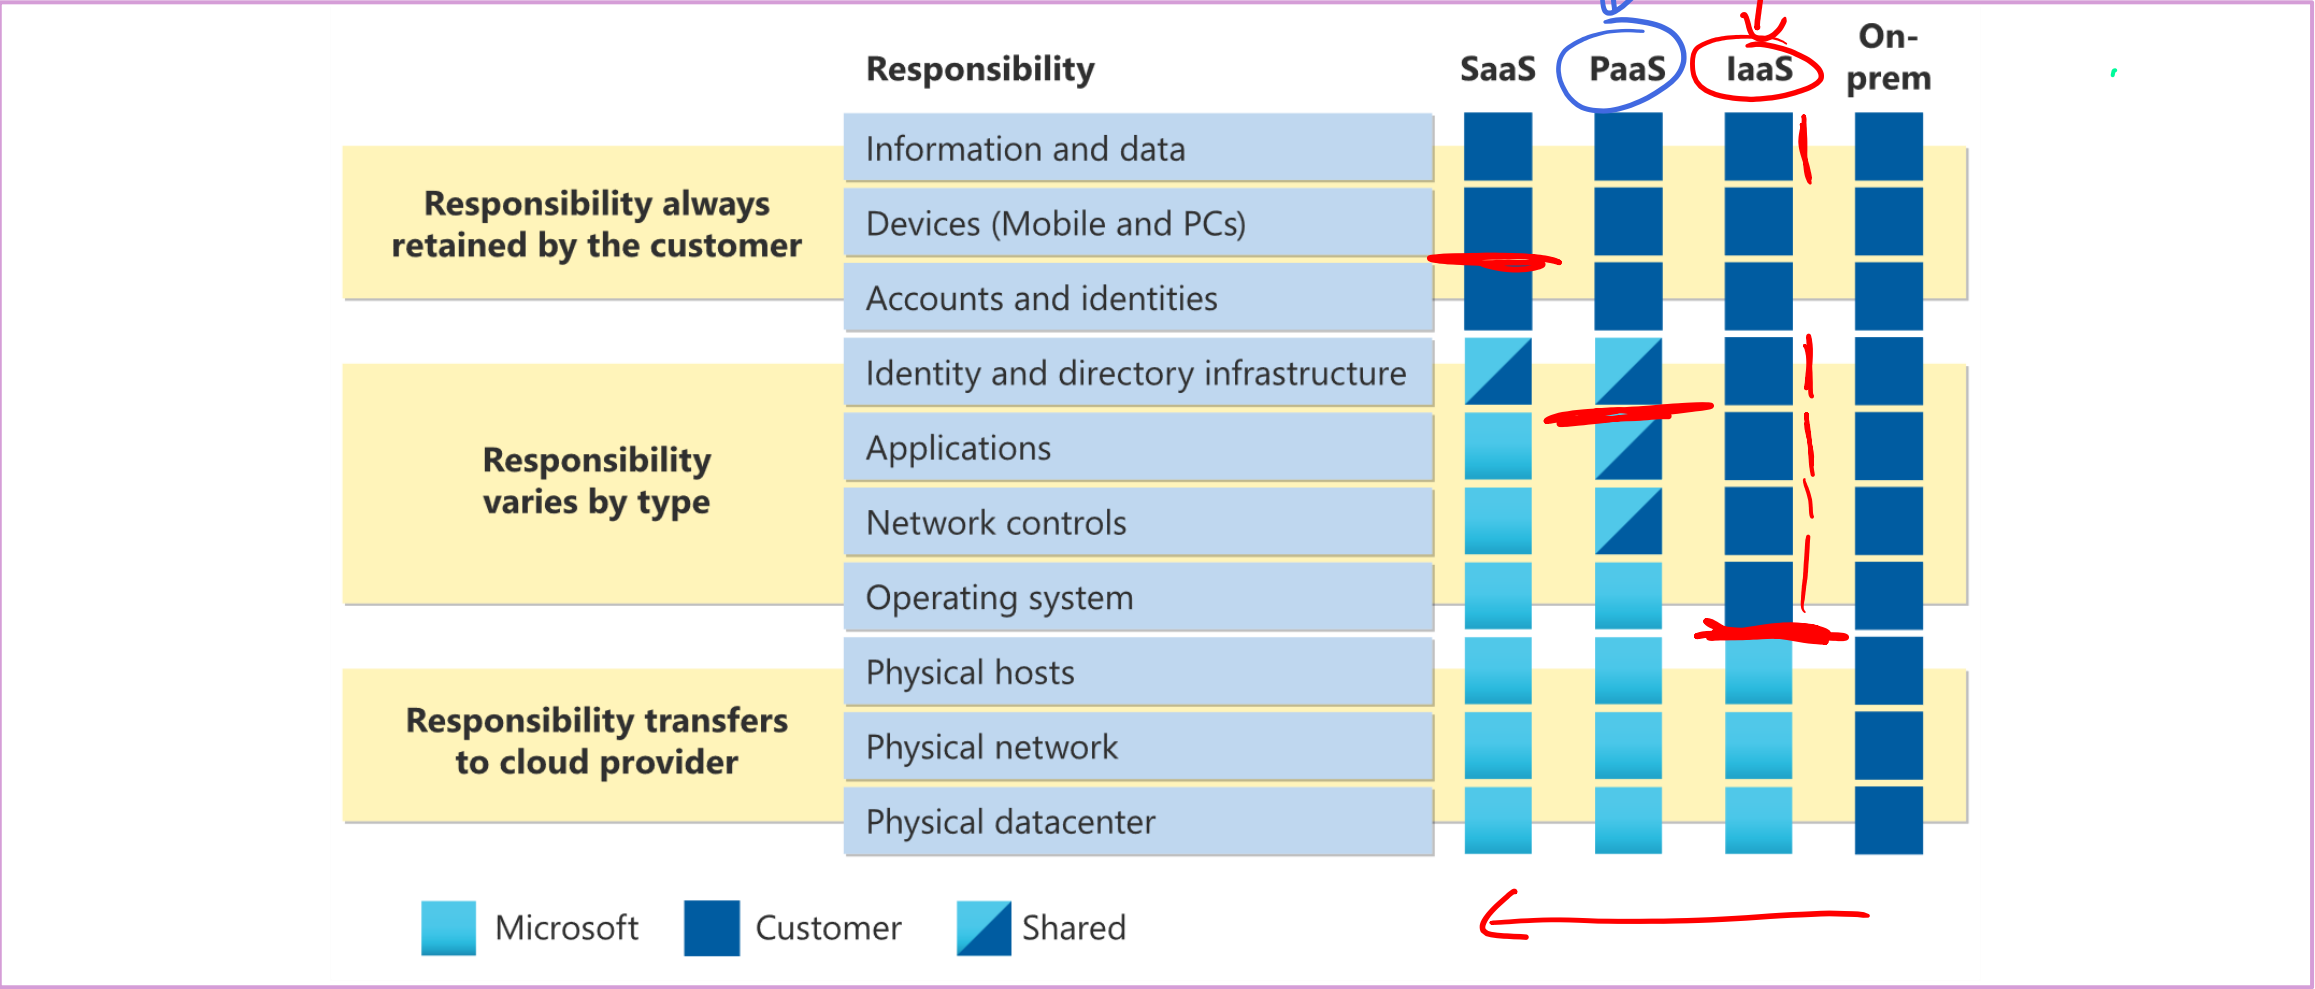 Responsibility SaaS PaaS IaaS On-prem
Information and data
Devices (Mobile and PCs)
Responsibility always
retained by the customer
Accounts and identities
Identity and directory infrastructure
Applications
Responsibility
varies by type
Network controls
Operating system
Physical hosts
Responsibility transfers
to cloud provider
Physical network
Physical datacenter
Microsoft Customer Shared